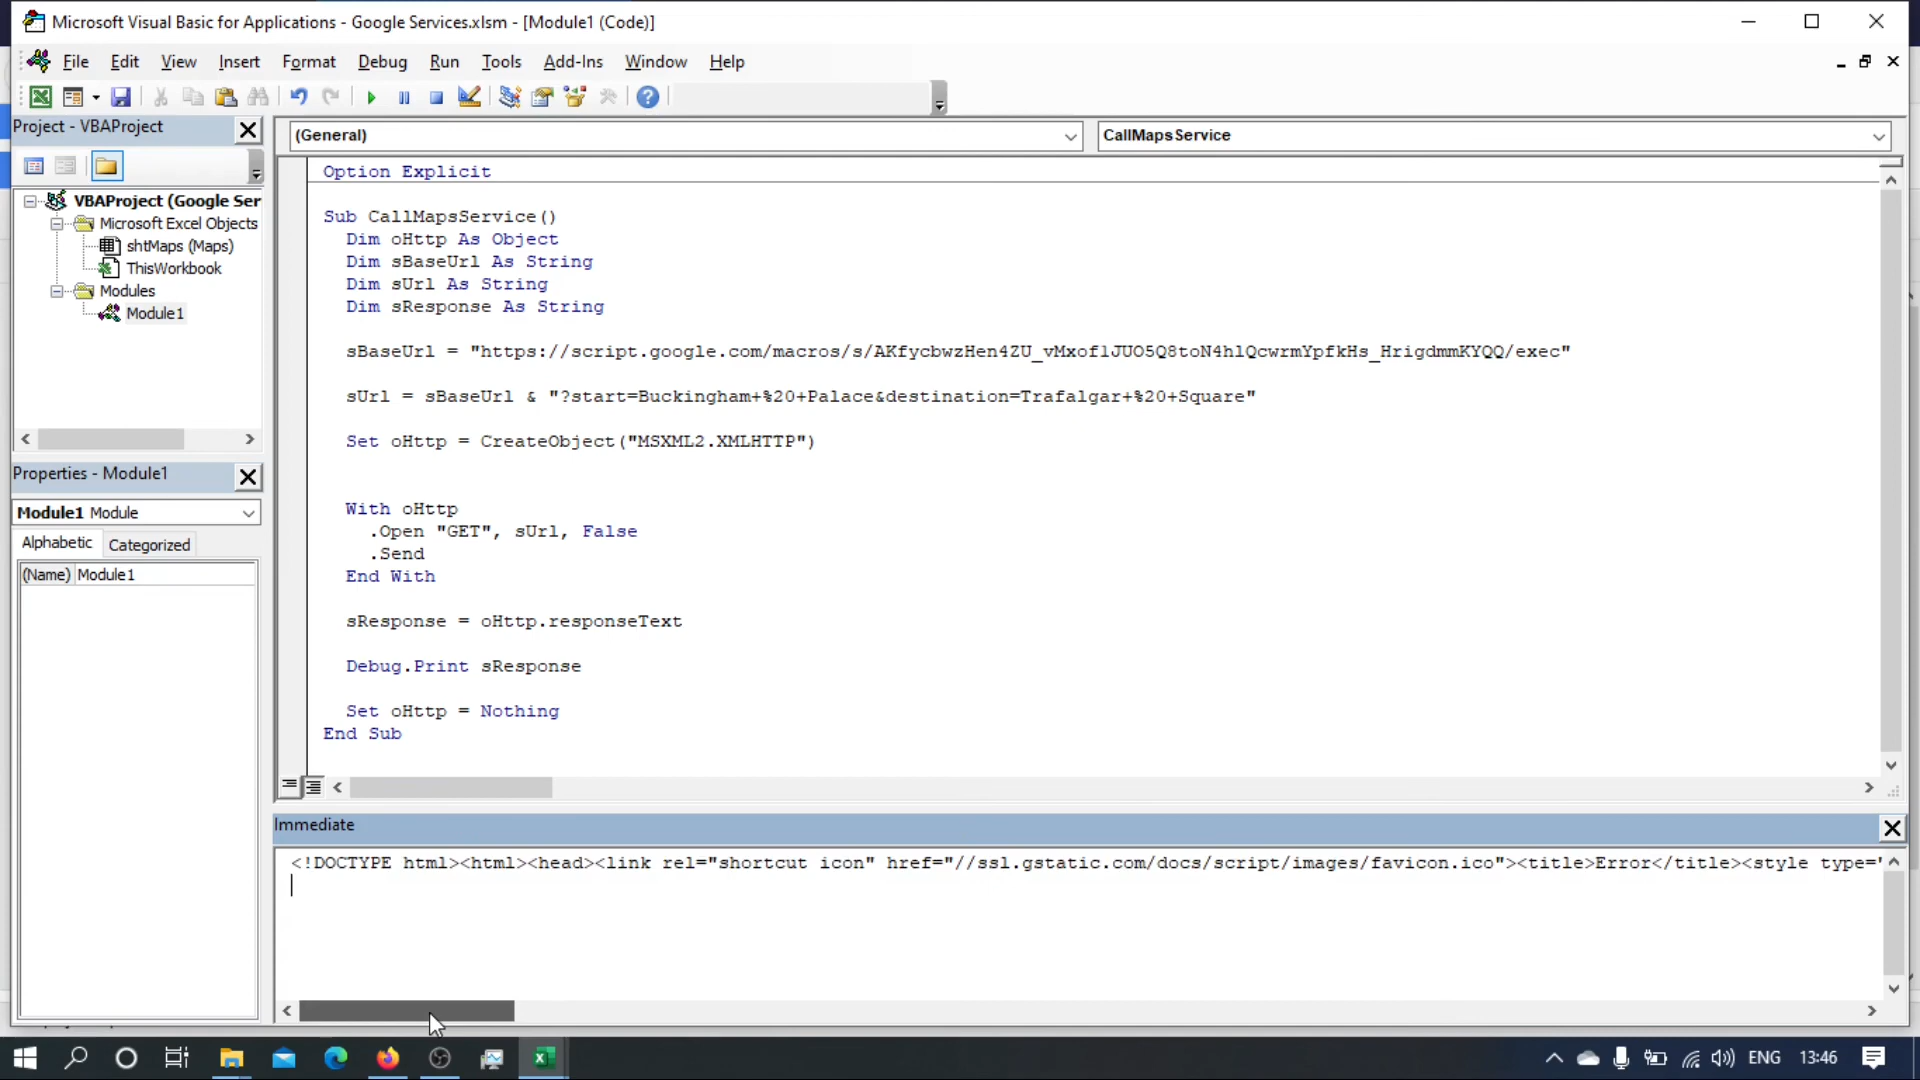 Microsoft Visual Basic for Applications - Google Services.xlsm - [Module1 (Code)]
File Edit View Insert Format Debug Run Tools Add-Ins Window Help
Project - VBAProject
(General)
CallMapsService
VBAProject (Google Ser
Microsoft Excel Objects
shtMaps (Maps)
ThisWorkbook
Modules
Module1
Properties - Module1
Module1 Module
Alphabetic Categorized
(Name) Module1
Option Explicit
Sub CallMapsService()
Dim oHttp As Object
Dim sBaseUrl As String
Dim sUrl As String
Dim sResponse As String
sBaseUrl = "https://script.google.com/macros/s/AKfycbwzHen4ZU_vMxof1JUO5Q8toN4hlQcwrmYpfkHs_HrigdmmKYQQ/exec"
sUrl = sBaseUrl & "?start=Buckingham+%20+Palace&destination=Trafalgar+%20+Square"
Set oHttp = CreateObject("MSXML2.XMLHTTP")
With oHttp
.Open "GET", sUrl, False
.Send
End With
sResponse = oHttp.responseText
Debug.Print sResponse
Set oHttp = Nothing
End Sub
Immediate
<!DOCTYPE html><html><head><link rel="shortcut icon" href="//ssl.gstatic.com/docs/script/images/favicon.ico"><title>Error</title><style type="
ENG 13:46